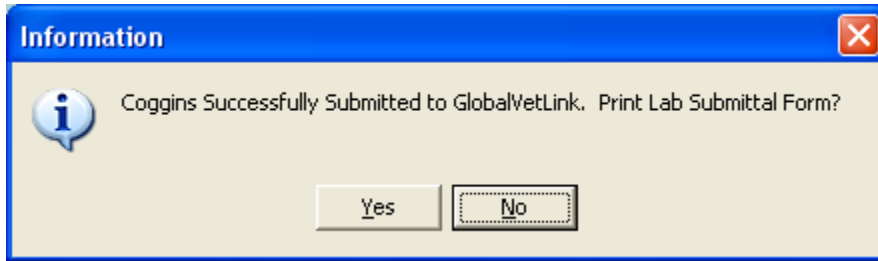 Information
Coggins Successfully Submitted to GlobalVetLink.  Print Lab Submittal Form?
Yes
No